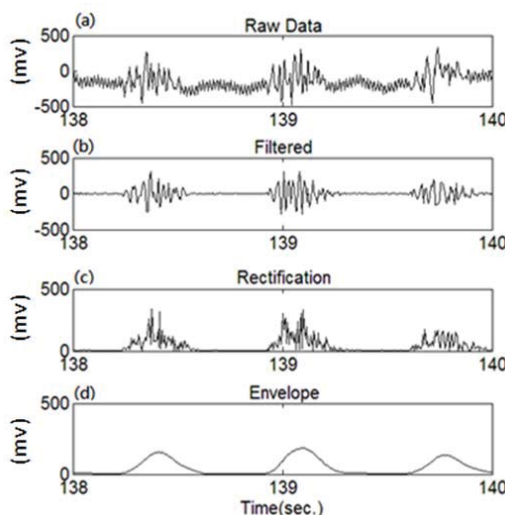 (a) Raw Data
500
0
-500
(mv)
138 139 140
(b) Filtered
500
0
-500
(mv)
138 139 140
(c) Rectification
500
0
(mv)
138 139 140
(d) Envelope
500
0
(mv)
138 139 140
Time(sec.)